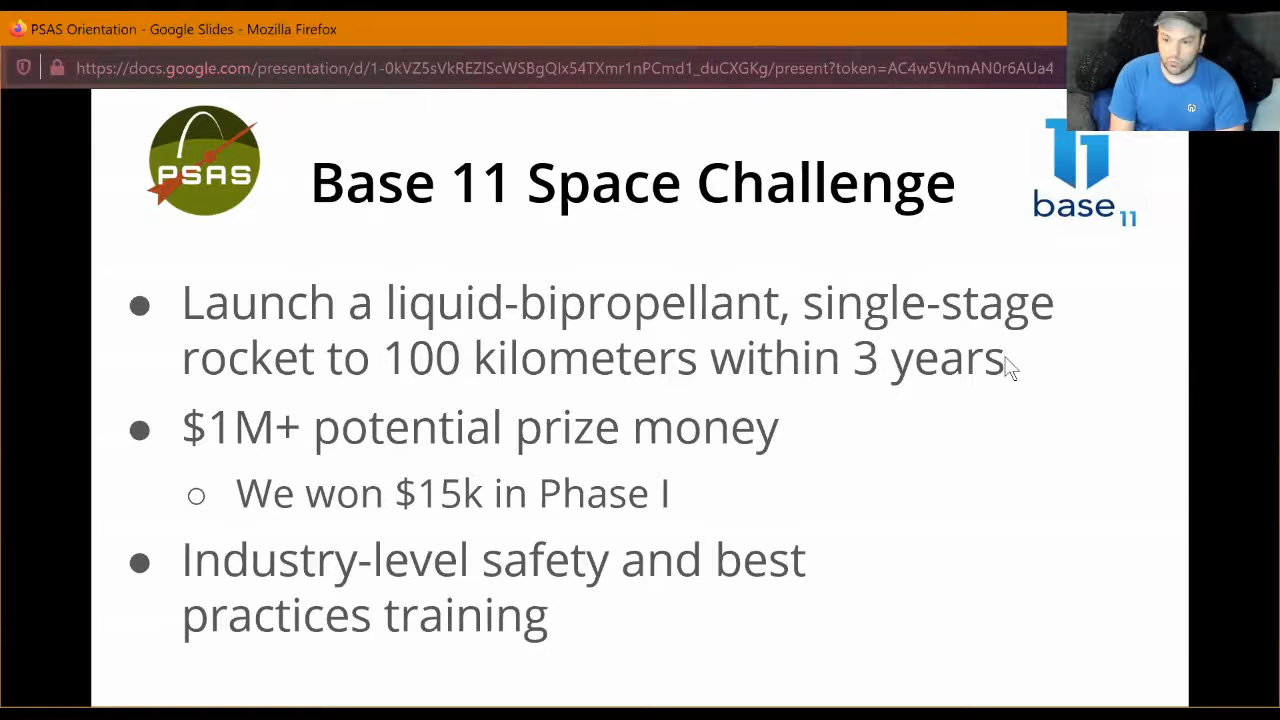 PSAS Orientation - Google Slides - Mozilla Firefox
https://docs.google.com/presentation/d/1-0kVZ5sVkREZlScWSBgQIx54TXmr1nPCmd1_duCXGKg/present?token=AC4w5VhmAN0r6AUa4
PSAS
Base 11 Space Challenge
base 11
● Launch a liquid-bipropellant, single-stage
rocket to 100 kilometers within 3 years
● $1M+ potential prize money
○ We won $15k in Phase I
● Industry-level safety and best
practices training